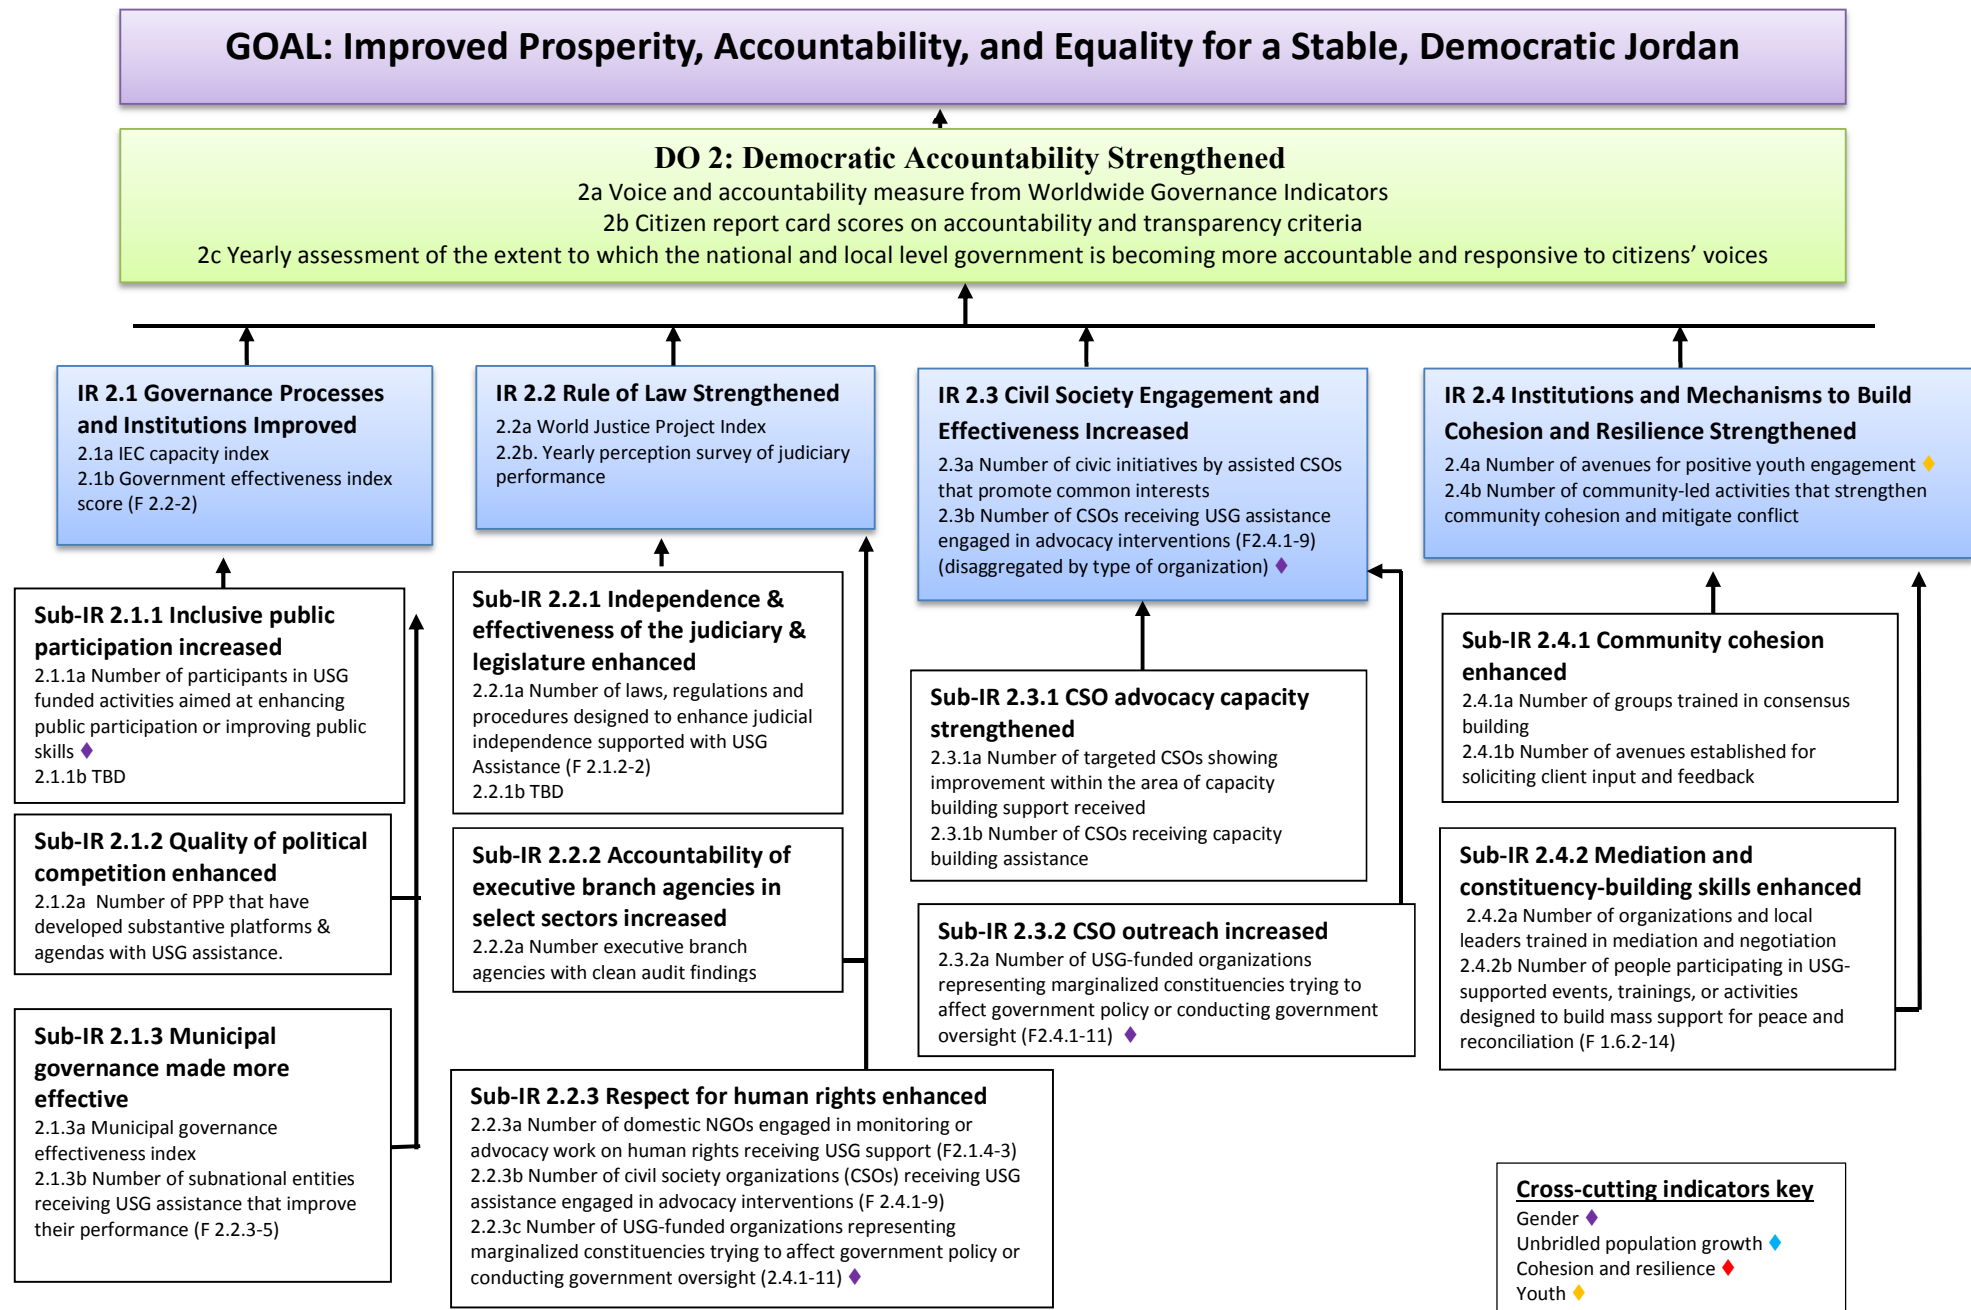 GOAL: Improved Prosperity, Accountability, and Equality for a Stable, Democratic Jordan
DO 2: Democratic Accountability Strengthened
2a Voice and accountability measure from Worldwide Governance Indicators
2b Citizen report card scores on accountability and transparency criteria
2c Yearly assessment of the extent to which the national and local level government is becoming more accountable and responsive to citizens’ voices
IR 2.1 Governance Processes
and Institutions Improved
2.1a IEC capacity index
2.1b Government effectiveness index
score (F 2.2-2)
Sub-IR 2.1.1 Inclusive public
participation increased
2.1.1a Number of participants in USG
funded activities aimed at enhancing
public participation or improving public
skills ♦
2.1.1b TBD
Sub-IR 2.1.2 Quality of political
competition enhanced
2.1.2a  Number of PPP that have
developed substantive platforms &
agendas with USG assistance.
Sub-IR 2.1.3 Municipal
governance made more
effective
2.1.3a Municipal governance
effectiveness index
2.1.3b Number of subnational entities
receiving USG assistance that improve
their performance (F 2.2.3-5)
IR 2.2 Rule of Law Strengthened
2.2a World Justice Project Index
2.2b. Yearly perception survey of judiciary
performance
Sub-IR 2.2.1 Independence &
effectiveness of the judiciary &
legislature enhanced
2.2.1a Number of laws, regulations and
procedures designed to enhance judicial
independence supported with USG
Assistance (F 2.1.2-2)
2.2.1b TBD
Sub-IR 2.2.2 Accountability of
executive branch agencies in
select sectors increased
2.2.2a Number executive branch
agencies with clean audit findings
Sub-IR 2.2.3 Respect for human rights enhanced
2.2.3a Number of domestic NGOs engaged in monitoring or
advocacy work on human rights receiving USG support (F2.1.4-3)
2.2.3b Number of civil society organizations (CSOs) receiving USG
assistance engaged in advocacy interventions (F 2.4.1-9)
2.2.3c Number of USG-funded organizations representing
marginalized constituencies trying to affect government policy or
conducting government oversight (2.4.1-11) ♦
IR 2.3 Civil Society Engagement and
Effectiveness Increased
2.3a Number of civic initiatives by assisted CSOs
that promote common interests
2.3b Number of CSOs receiving USG assistance
engaged in advocacy interventions (F2.4.1-9)
(disaggregated by type of organization) ♦
Sub-IR 2.3.1 CSO advocacy capacity
strengthened
2.3.1a Number of targeted CSOs showing
improvement within the area of capacity
building support received
2.3.1b Number of CSOs receiving capacity
building assistance
Sub-IR 2.3.2 CSO outreach increased
2.3.2a Number of USG-funded organizations
representing marginalized constituencies trying to
affect government policy or conducting government
oversight (F2.4.1-11) ♦
IR 2.4 Institutions and Mechanisms to Build
Cohesion and Resilience Strengthened
2.4a Number of avenues for positive youth engagement ♦
2.4b Number of community-led activities that strengthen
community cohesion and mitigate conflict
Sub-IR 2.4.1 Community cohesion
enhanced
2.4.1a Number of groups trained in consensus
building
2.4.1b Number of avenues established for
soliciting client input and feedback
Sub-IR 2.4.2 Mediation and
constituency-building skills enhanced
2.4.2a Number of organizations and local
leaders trained in mediation and negotiation
2.4.2b Number of people participating in USG-
supported events, trainings, or activities
designed to build mass support for peace and
reconciliation (F 1.6.2-14)
Cross-cutting indicators key
Gender ♦
Unbridled population growth ♦
Cohesion and resilience ♦
Youth ♦